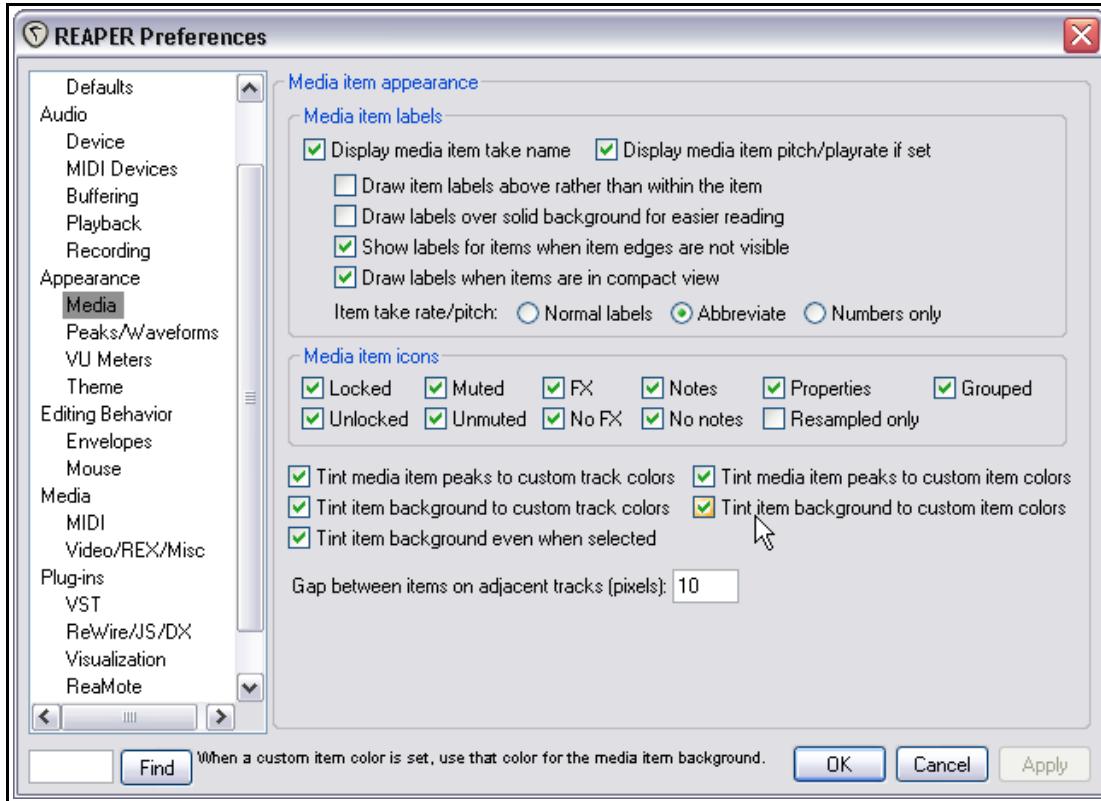 REAPER Preferences
Defaults
Audio
Device
MIDI Devices
Buffering
Playback
Recording
Appearance
Media
Peaks/Waveforms
VU Meters
Theme
Editing Behavior
Envelopes
Mouse
Media
MIDI
Video/REX/Misc
Plug-ins
VST
ReWire/JS/DX
Visualization
ReaMote
Media item appearance
Media item labels
Display media item take name Display media item pitch/playrate if set
Draw item labels above rather than within the item
Draw labels over solid background for easier reading
Show labels for items when item edges are not visible
Draw labels when items are in compact view
Item take rate/pitch: Normal labels Abbreviate Numbers only
Media item icons
Locked Muted FX Notes Properties Grouped
Unlocked Unmuted No FX No notes Resampled only
Tint media item peaks to custom track colors Tint media item peaks to custom item colors
Tint item background to custom track colors Tint item background to custom item colors
Tint item background even when selected
Gap between items on adjacent tracks (pixels): 10
Find When a custom item color is set, use that color for the media item background. OK Cancel Apply